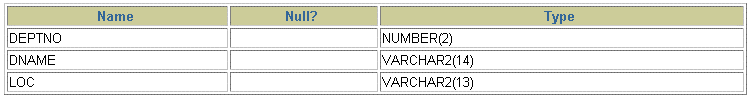 Name Null? Type
DEPTNO NUMBER(2)
DNAME VARCHAR2(14)
LOC VARCHAR2(13)